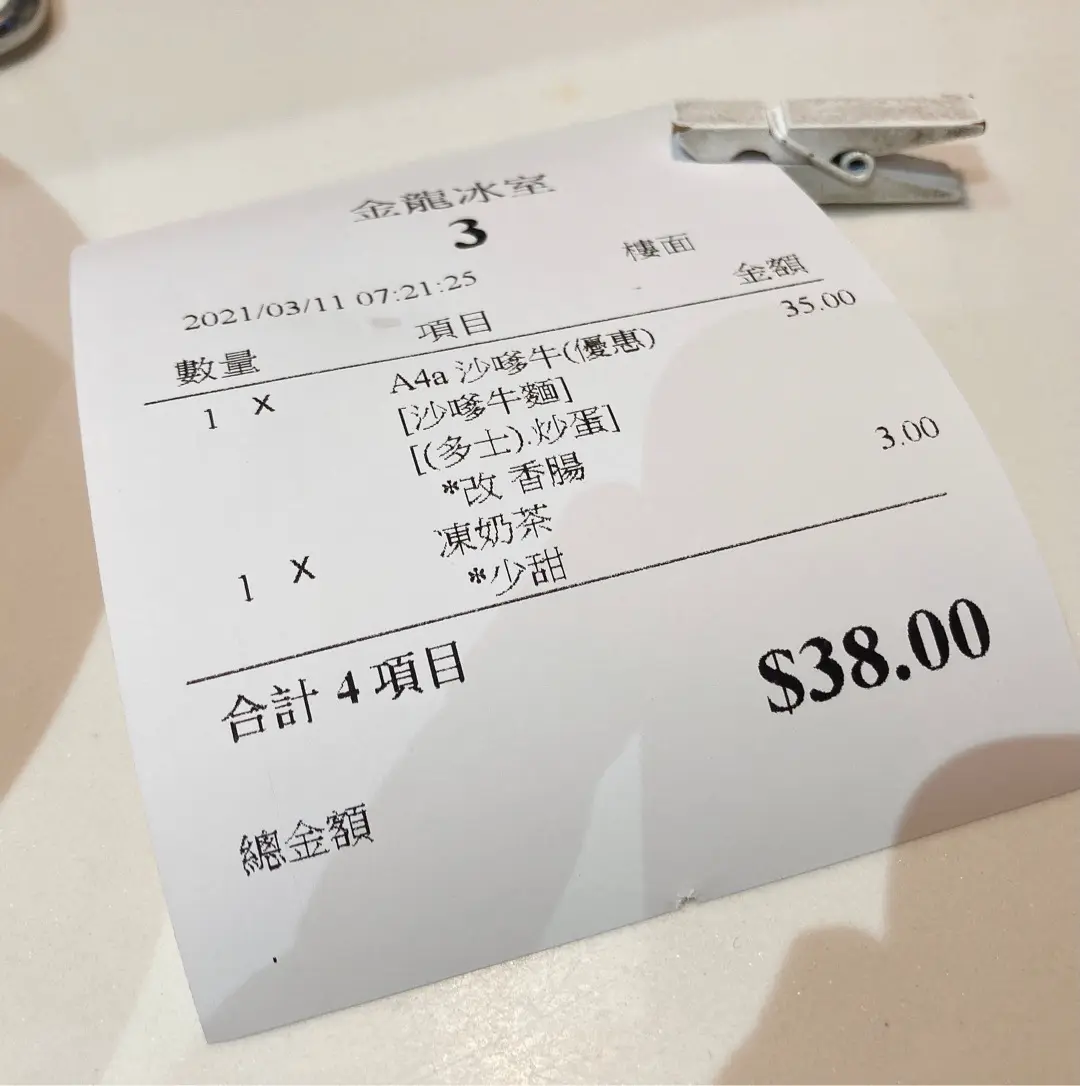 金龍冰室
3
樓面
2021/03/11 07:21:25
數量 項目 金額
1 X A4a 沙嗲牛(優惠) 35.00
[沙嗲牛麵]
[(多士).炒蛋]
*改 香腸
1 X 凍奶茶 3.00
*少甜
合計 4 項目 $38.00
總金額